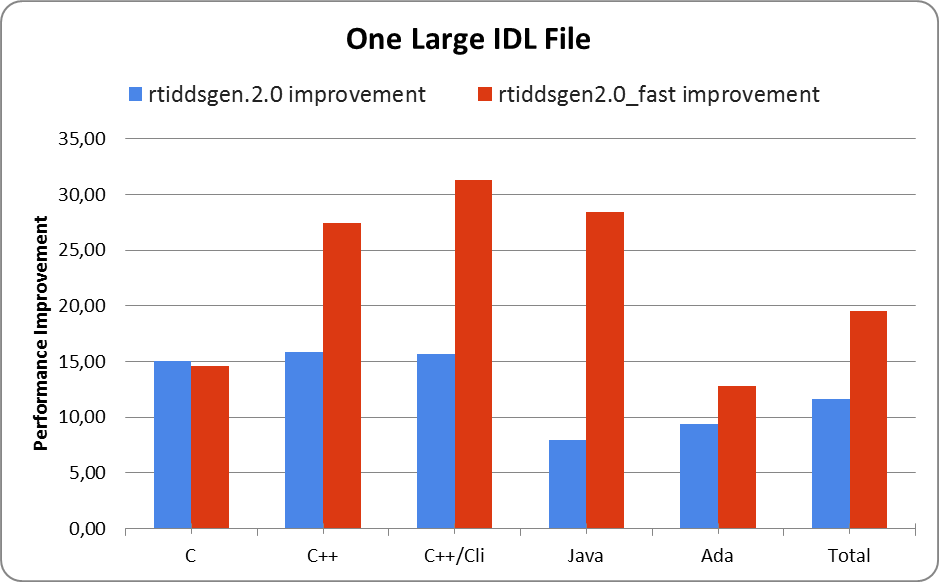 One Large IDL File
rtiddsgen.2.0 improvement
rtiddsgen2.0_fast improvement
Performance Improvement
35,00
30,00
25,00
20,00
15,00
10,00
5,00
0,00
C
C++
C++/Cli
Java
Ada
Total